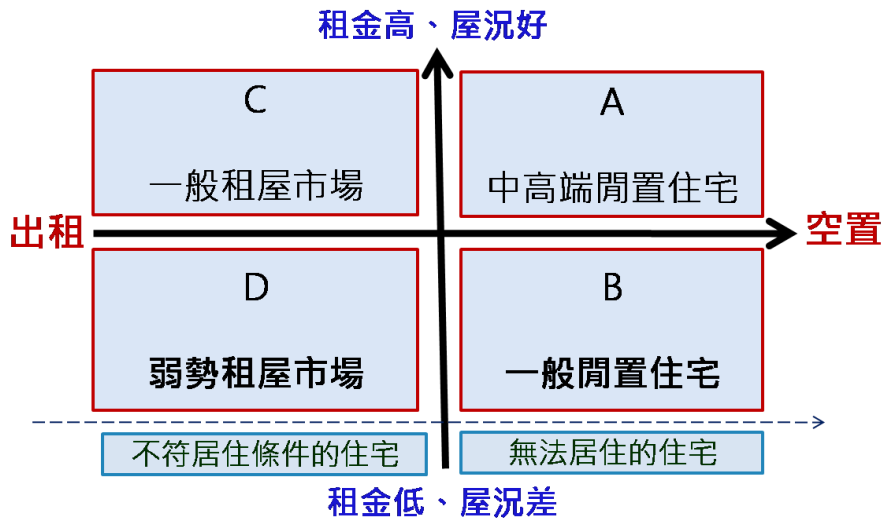 租金高、屋況好
C
一般租屋市場
A
中高端閒置住宅
出租
空置
D
弱勢租屋市場
B
一般閒置住宅
不符居住條件的住宅
無法居住的住宅
租金低、屋況差